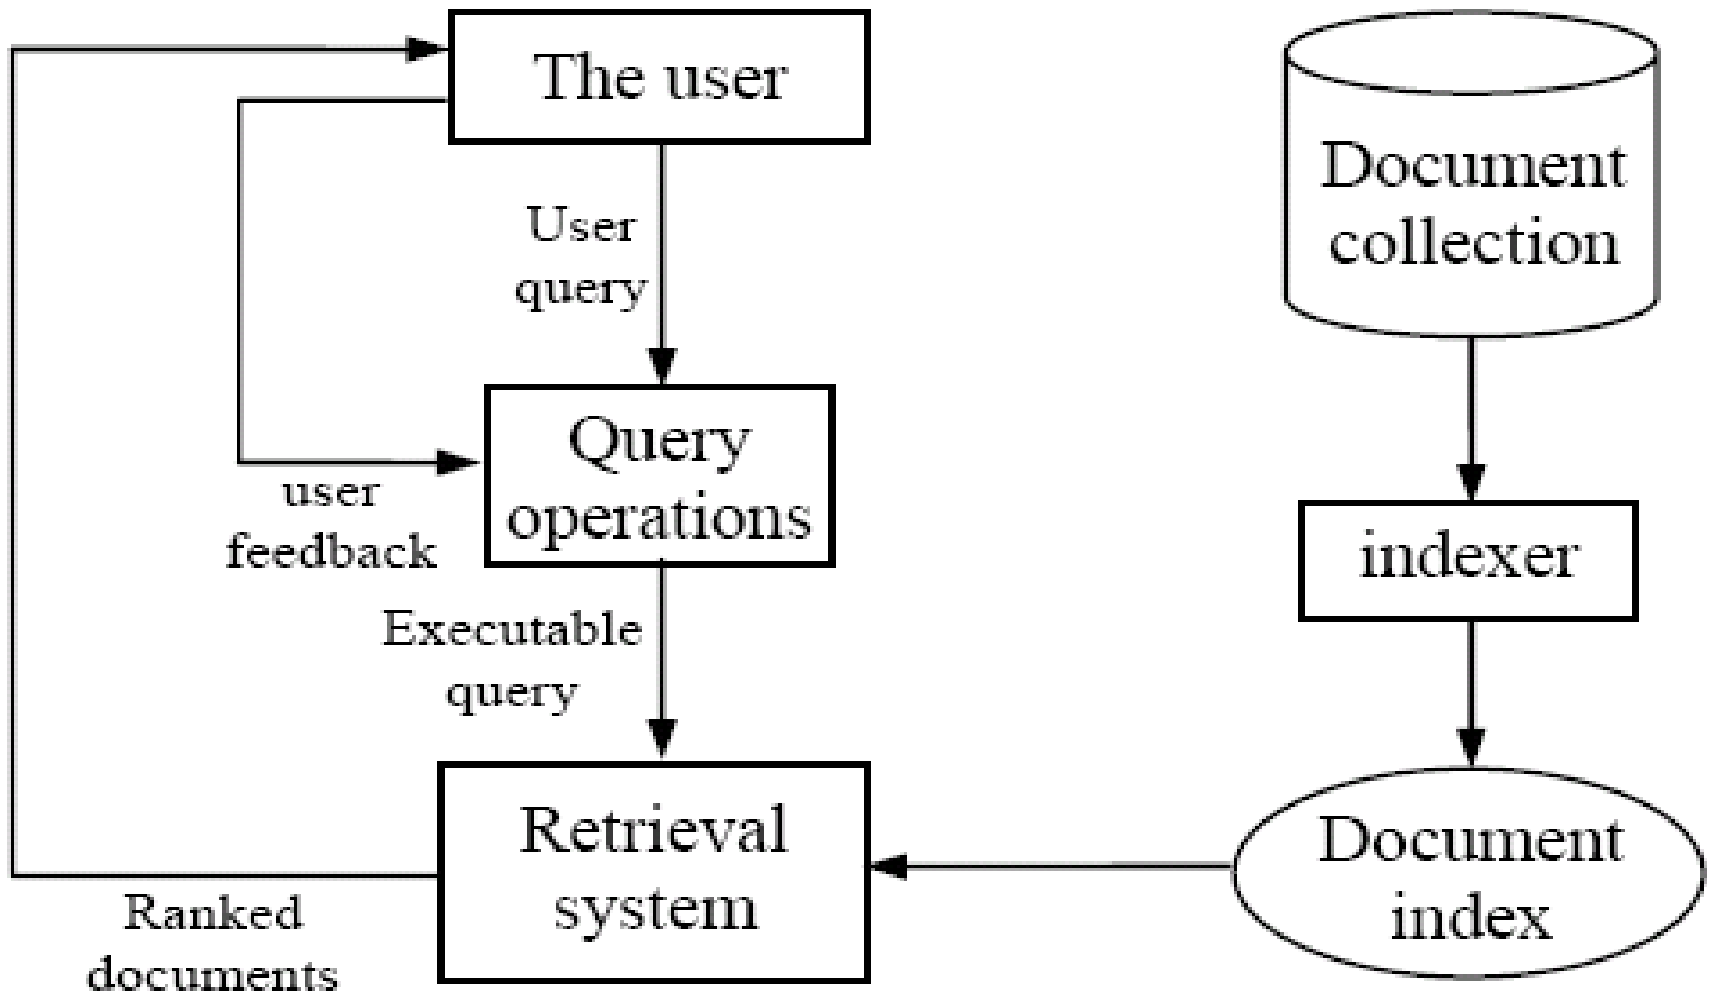 The user
User
query
Query
operations
user
feedback
Executable
query
Retrieval
system
Ranked
documents
Document
collection
indexer
Document
index